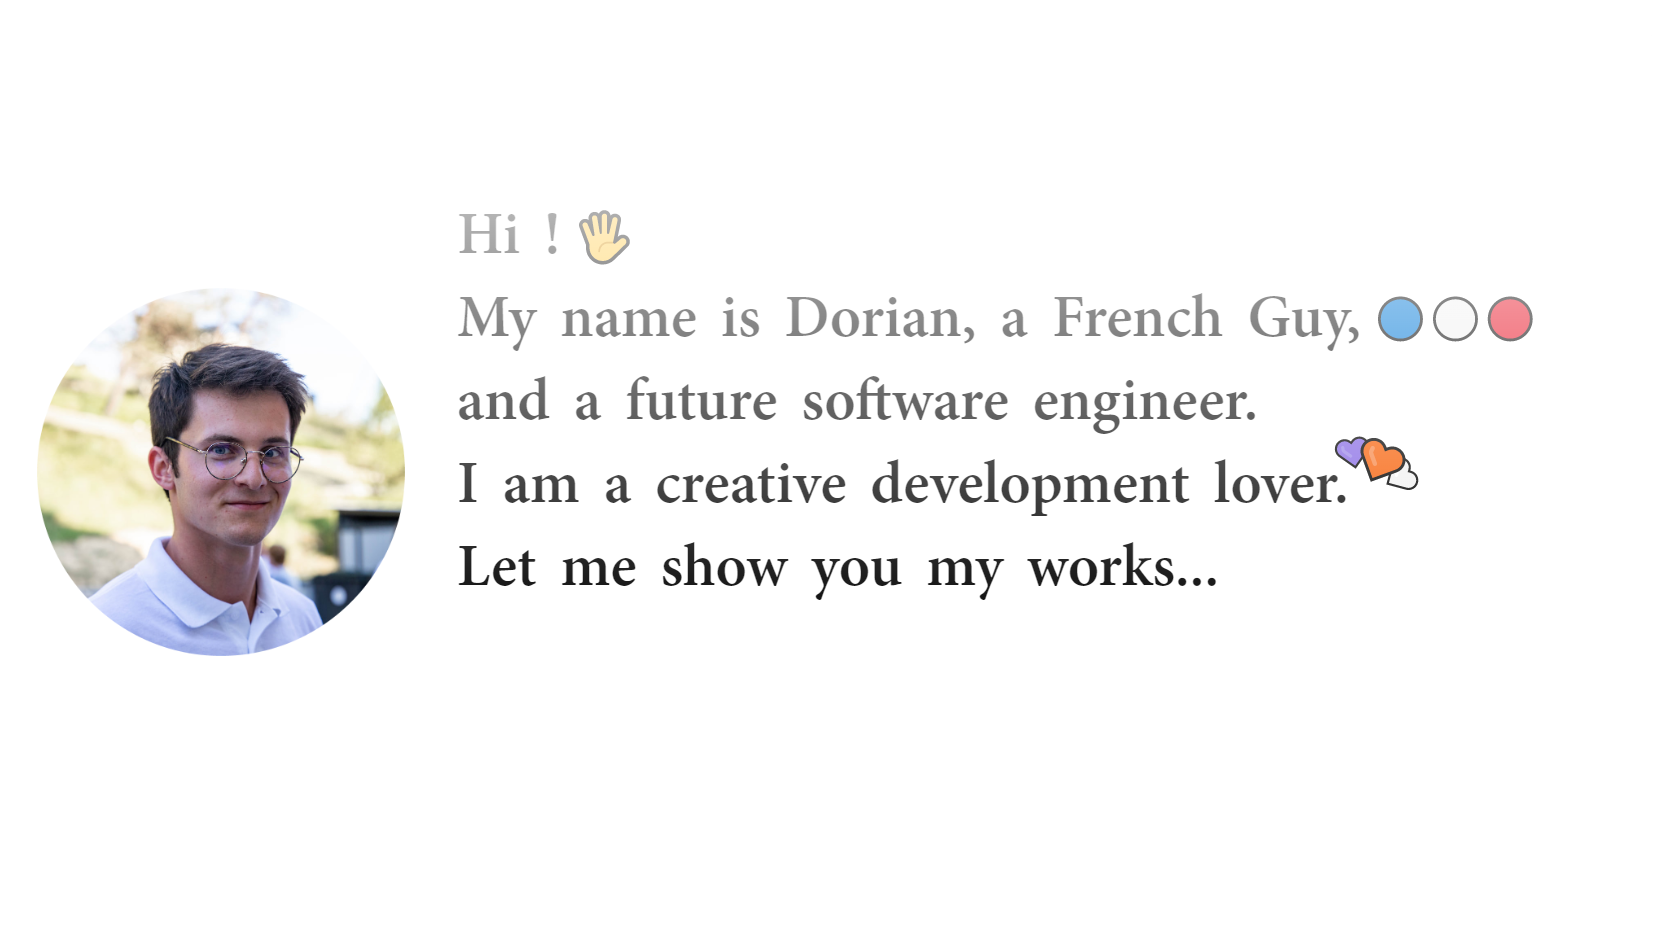 Hi !
My name is Dorian, a French Guy,
and a future software engineer.
I am a creative development lover.
Let me show you my works...